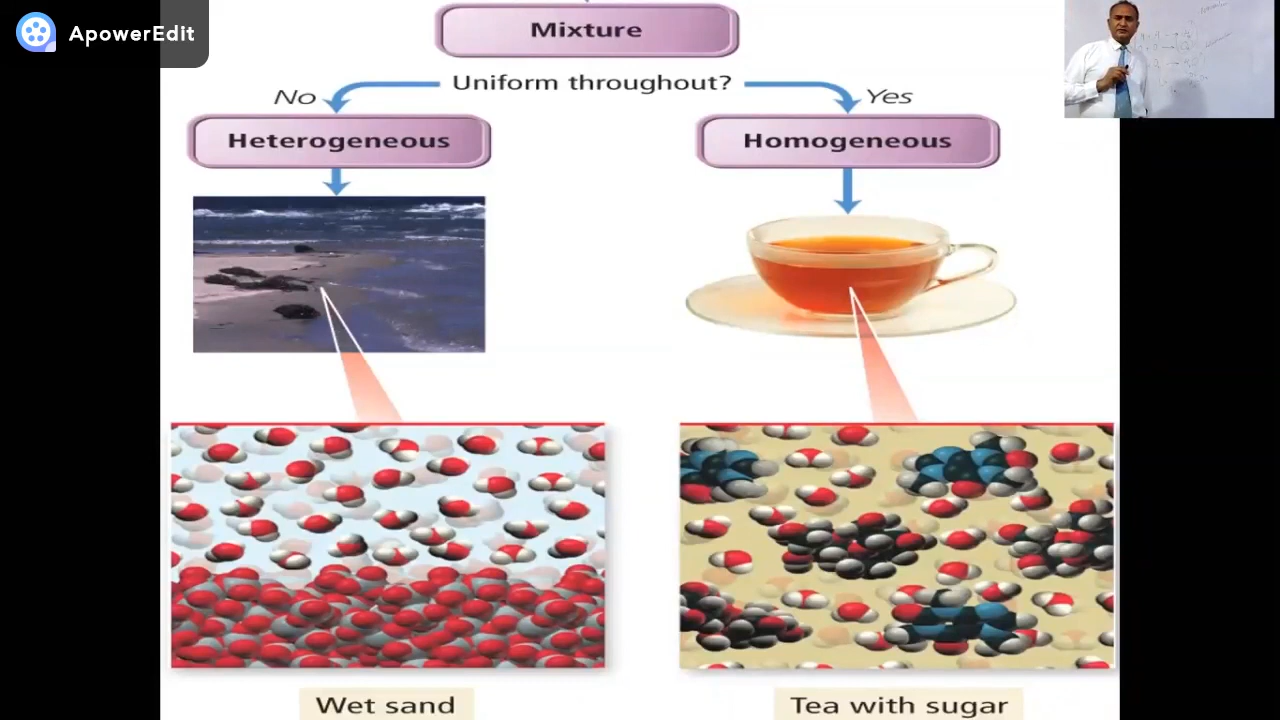 ApowerEdit
Mixture
Uniform throughout?
No
Yes
Heterogeneous
Homogeneous
Wet sand
Tea with sugar